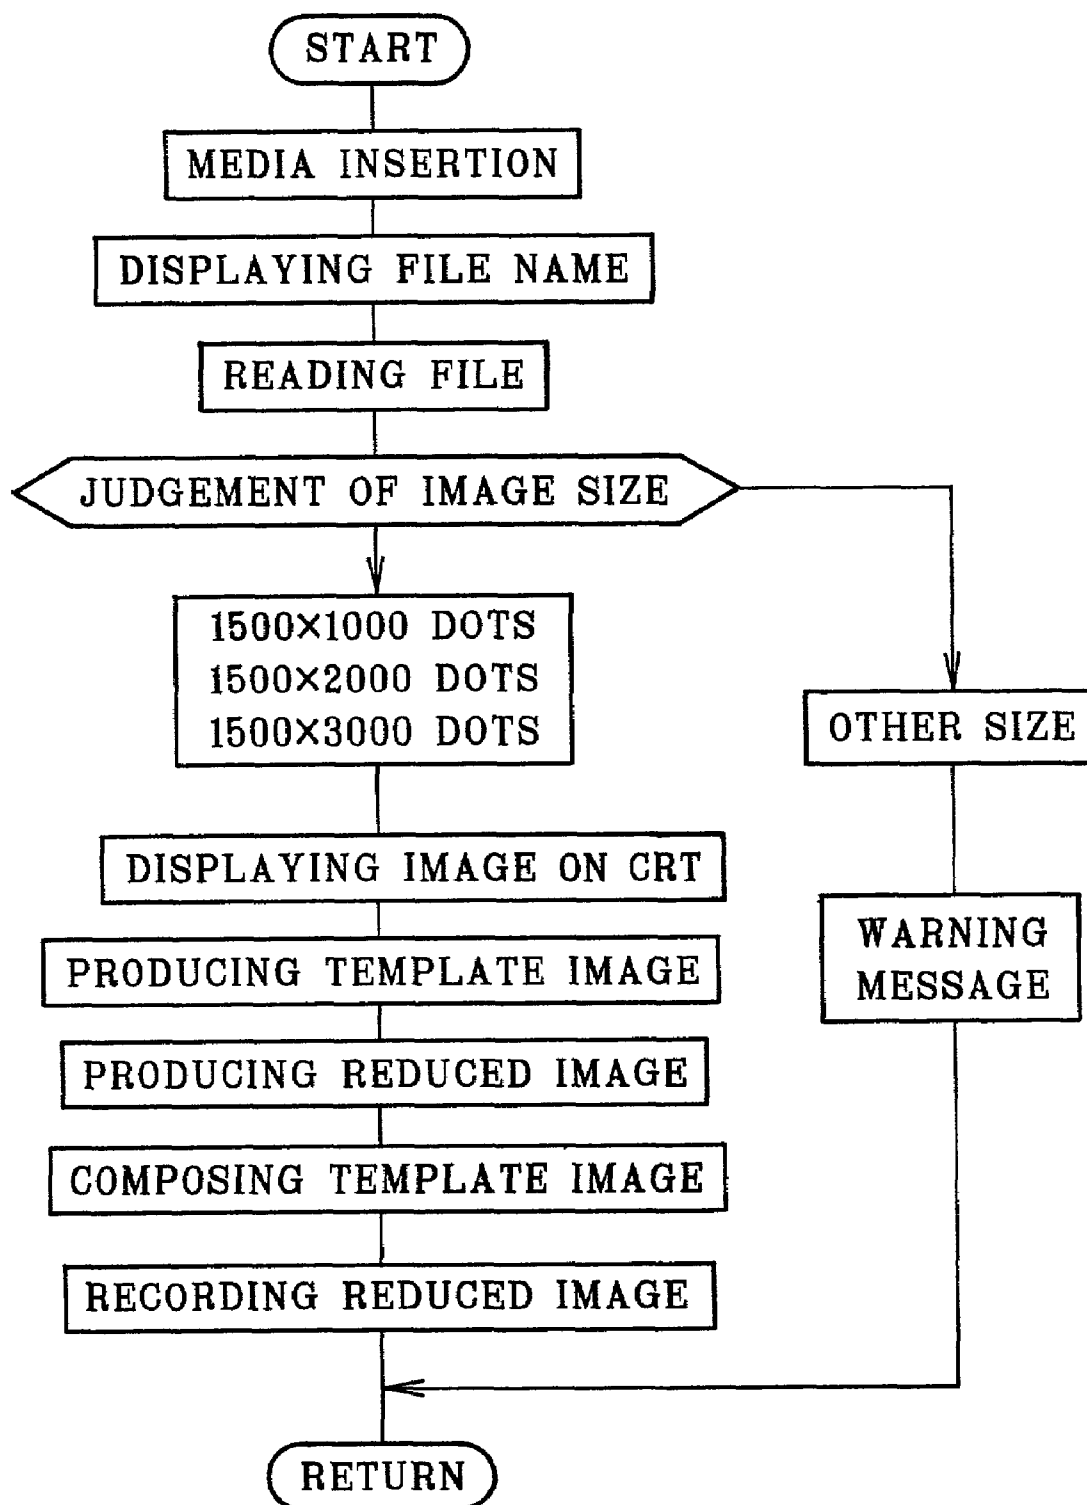 START
MEDIA INSERTION
DISPLAYING FILE NAME
READING FILE
JUDGEMENT OF IMAGE SIZE
1500×1000 DOTS
1500×2000 DOTS
1500×3000 DOTS
OTHER SIZE
DISPLAYING IMAGE ON CRT
WARNING
MESSAGE
PRODUCING TEMPLATE IMAGE
PRODUCING REDUCED IMAGE
COMPOSING TEMPLATE IMAGE
RECORDING REDUCED IMAGE
RETURN